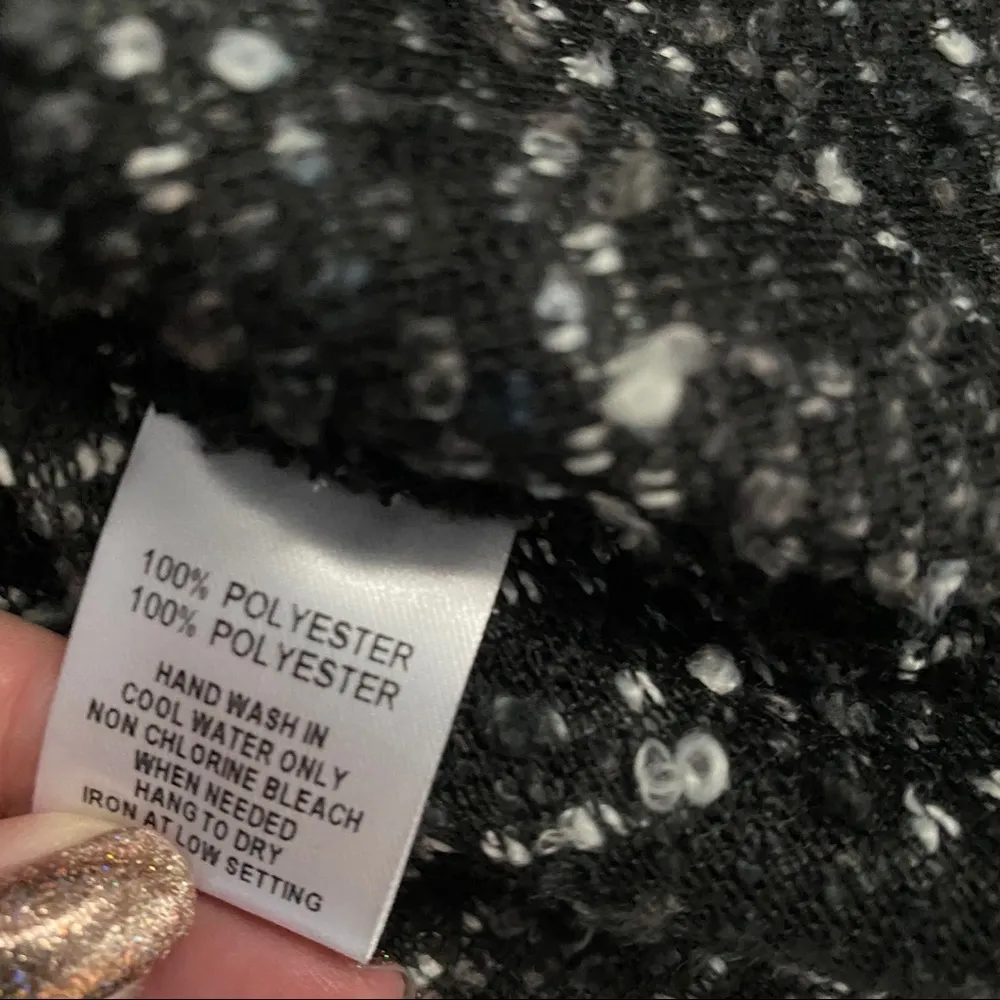 100% POLYESTER
100% POLYESTER
HAND WASH IN
COOL WATER ONLY
NON CHLORINE BLEACH
WHEN NEEDED
HANG TO DRY
IRON AT LOW SETTING